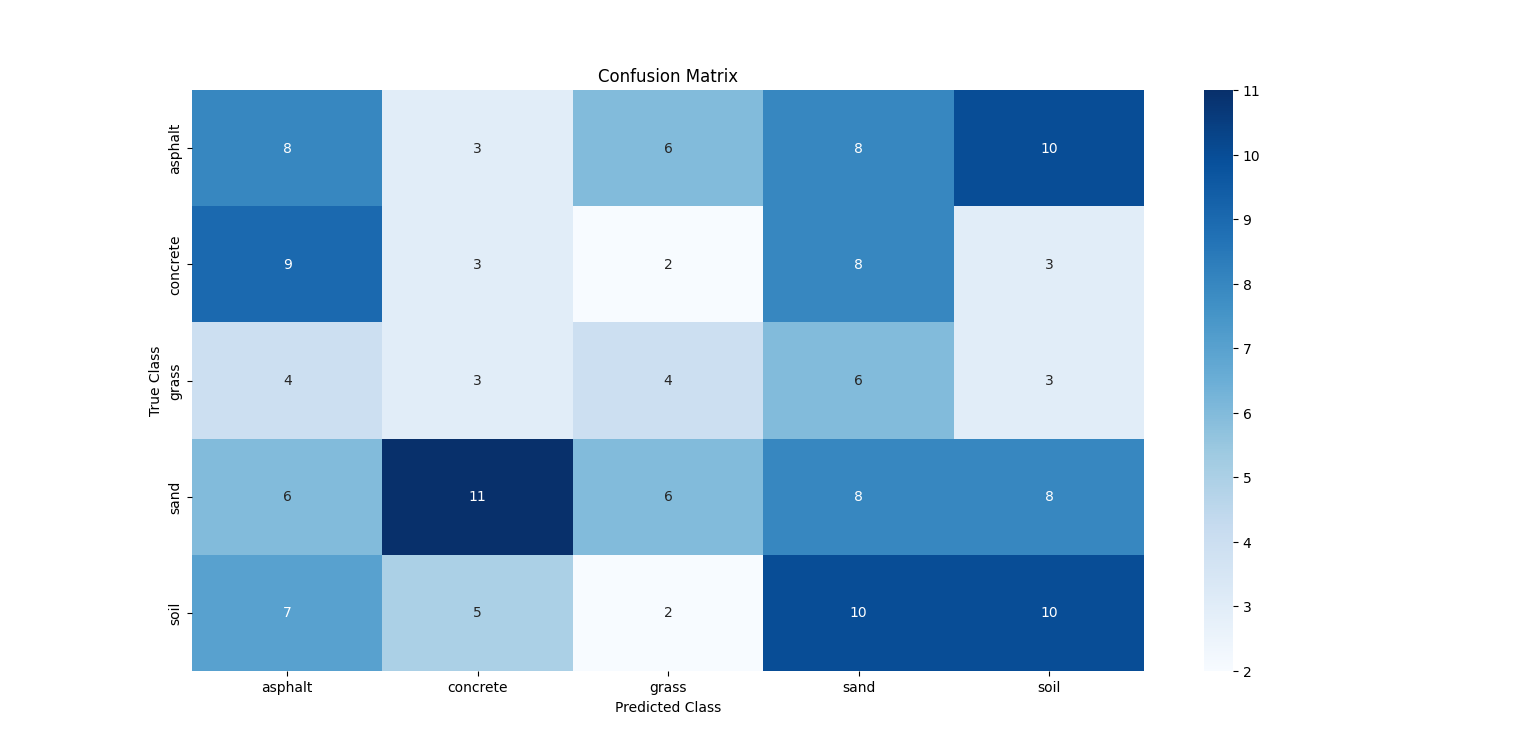 Confusion Matrix
True Class
asphalt 8 3 6 8 10
concrete 9 3 2 8 3
grass 4 3 4 6 3
sand 6 11 6 8 8
soil 7 5 2 10 10
asphalt concrete grass sand soil
Predicted Class
11
10
9
8
7
6
5
4
3
2